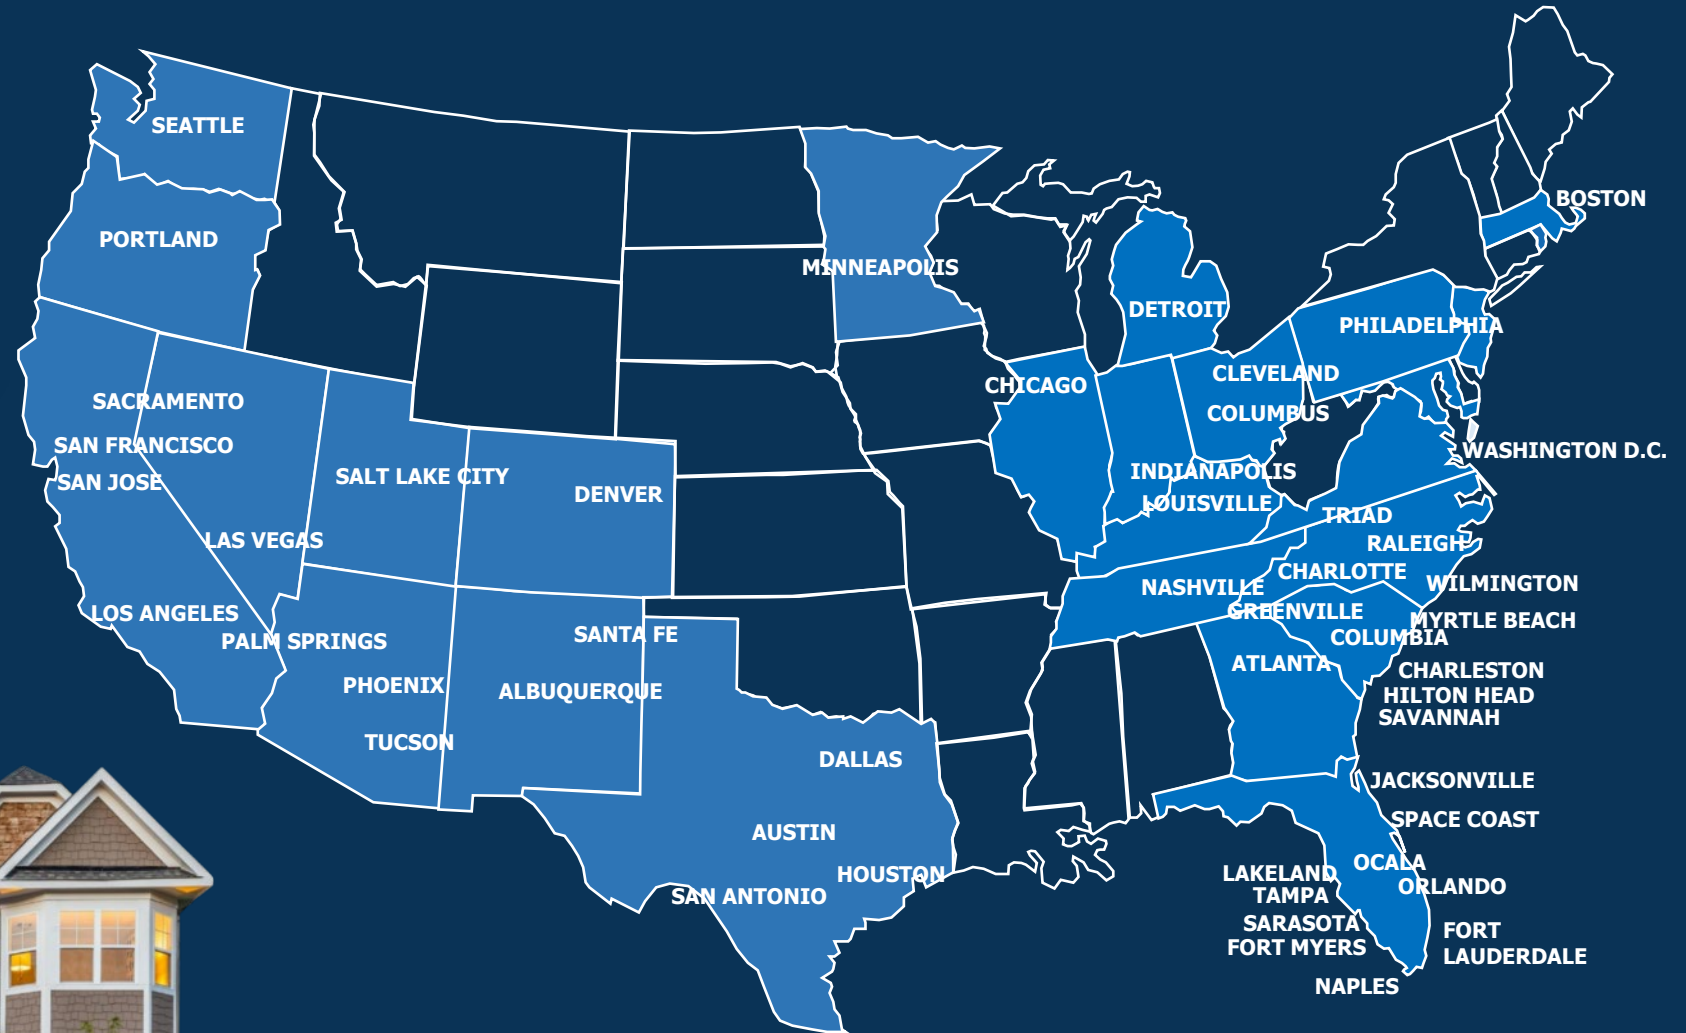 SEATTLE
BOSTON
PORTLAND
MINNEAPOLIS
DETROIT
PHILADELPHIA
CLEVELAND
CHICAGO
SACRAMENTO
COLUMBUS
SAN FRANCISCO
WASHINGTON D.C.
INDIANAPOLIS
SALT LAKE CITY
SAN JOSE
DENVER
LOUISVILLE
TRIAD
LAS VEGAS
RALEIGH
CHARLOTTE
WILMINGTON
NASHVILLE
LOS ANGELES
GREENVILLE
MYRTLE BEACH
SANTA FE
COLUMBIA
PALM SPRINGS
ATLANTA
CHARLESTON
PHOENIX
ALBUQUERQUE
HILTON HEAD
SAVANNAH
TUCSON
DALLAS
JACKSONVILLE
SPACE COAST
AUSTIN
OCALA
LAKELAND
HOUSTON
ORLANDO
TAMPA
SAN ANTONIO
SARASOTA
FORT
LAUDERDALE
FORT MYERS
NAPLES